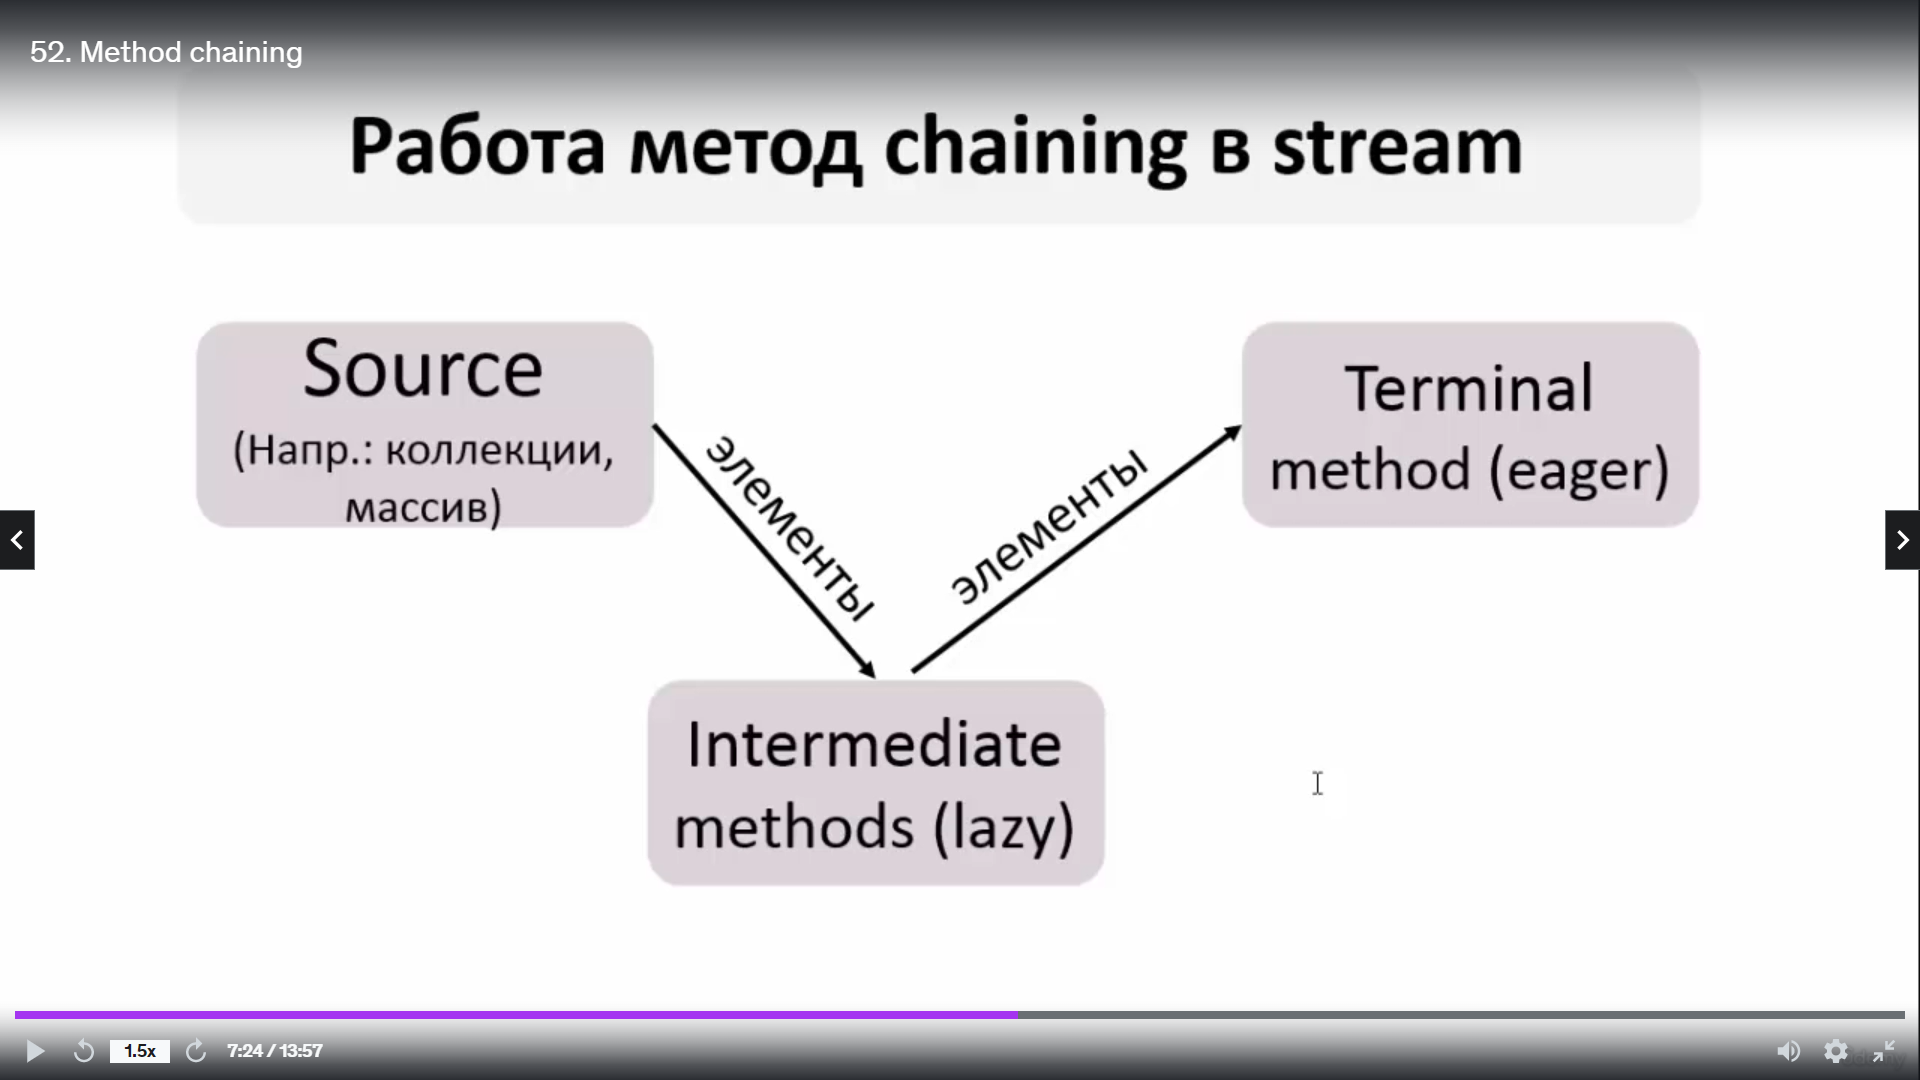 52. Method chaining
Работа метод chaining в stream
Source
(Напр.: коллекции,
массив)
элементы
элементы
Terminal
method (eager)
Intermediate
methods (lazy)
1.5x
7:24 / 13:57